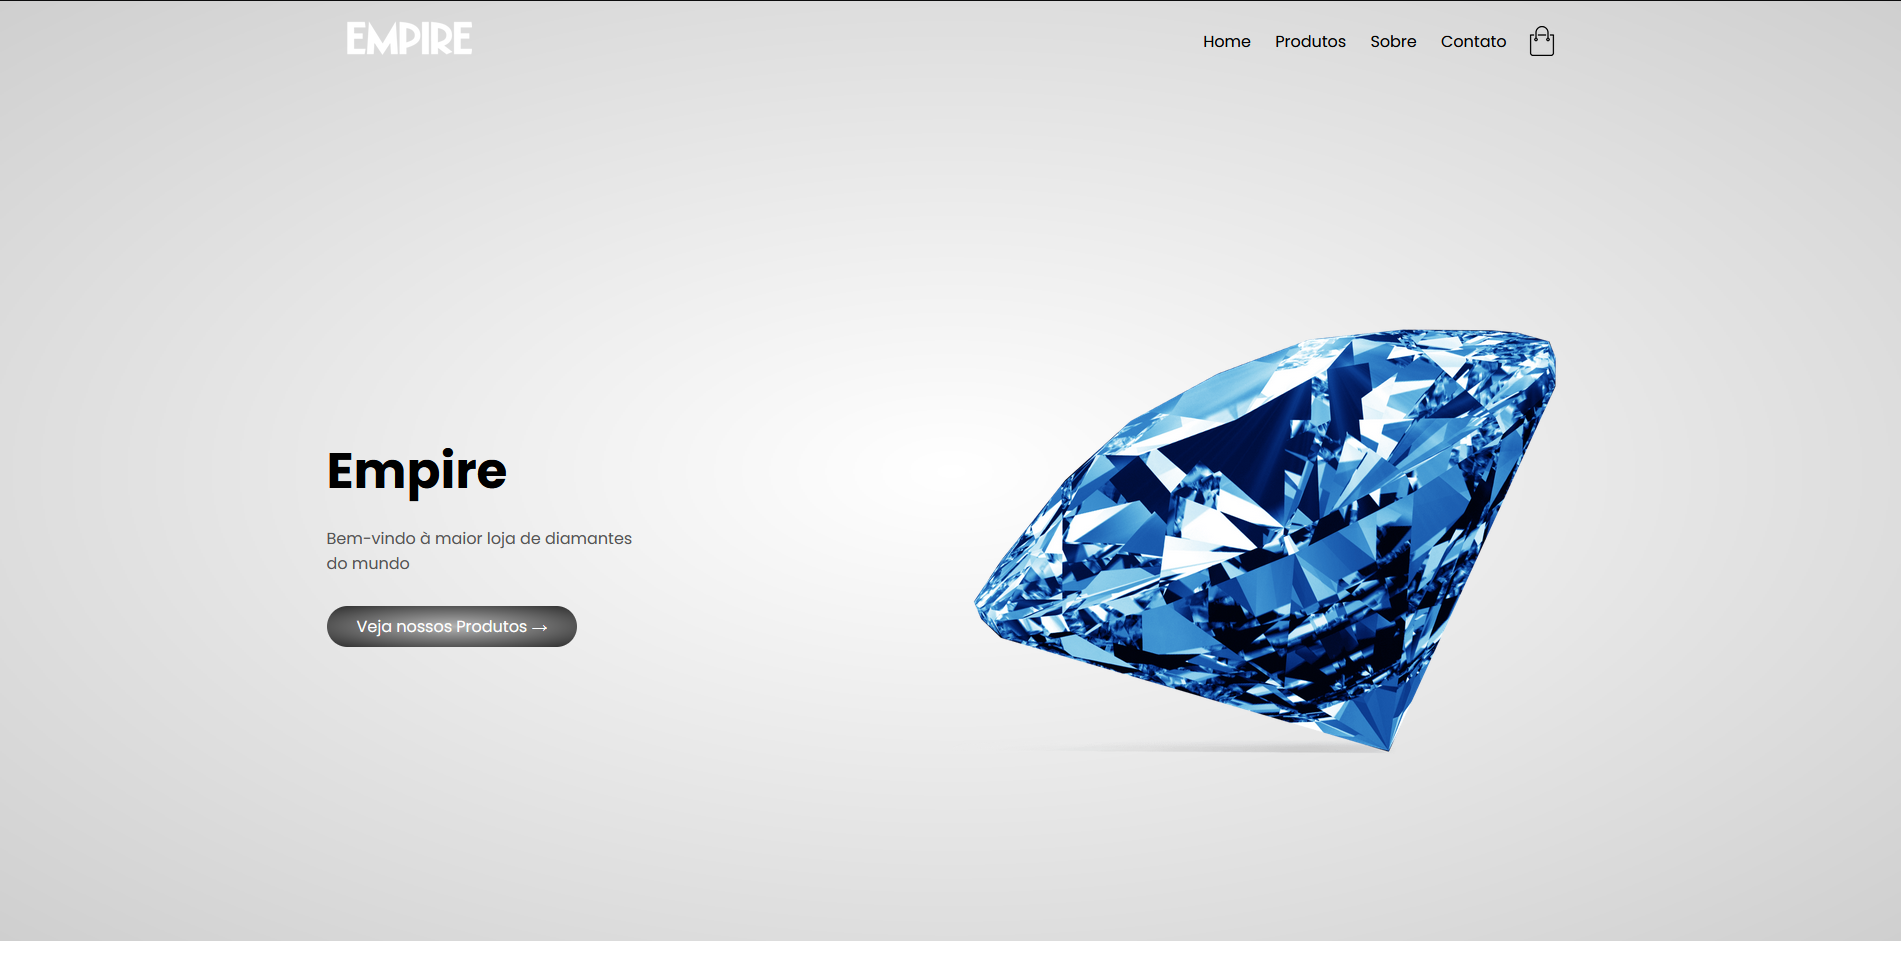 EMPIRE
Home Produtos Sobre Contato
Empire
Bem-vindo à maior loja de diamantes
do mundo
Veja nossos Produtos →